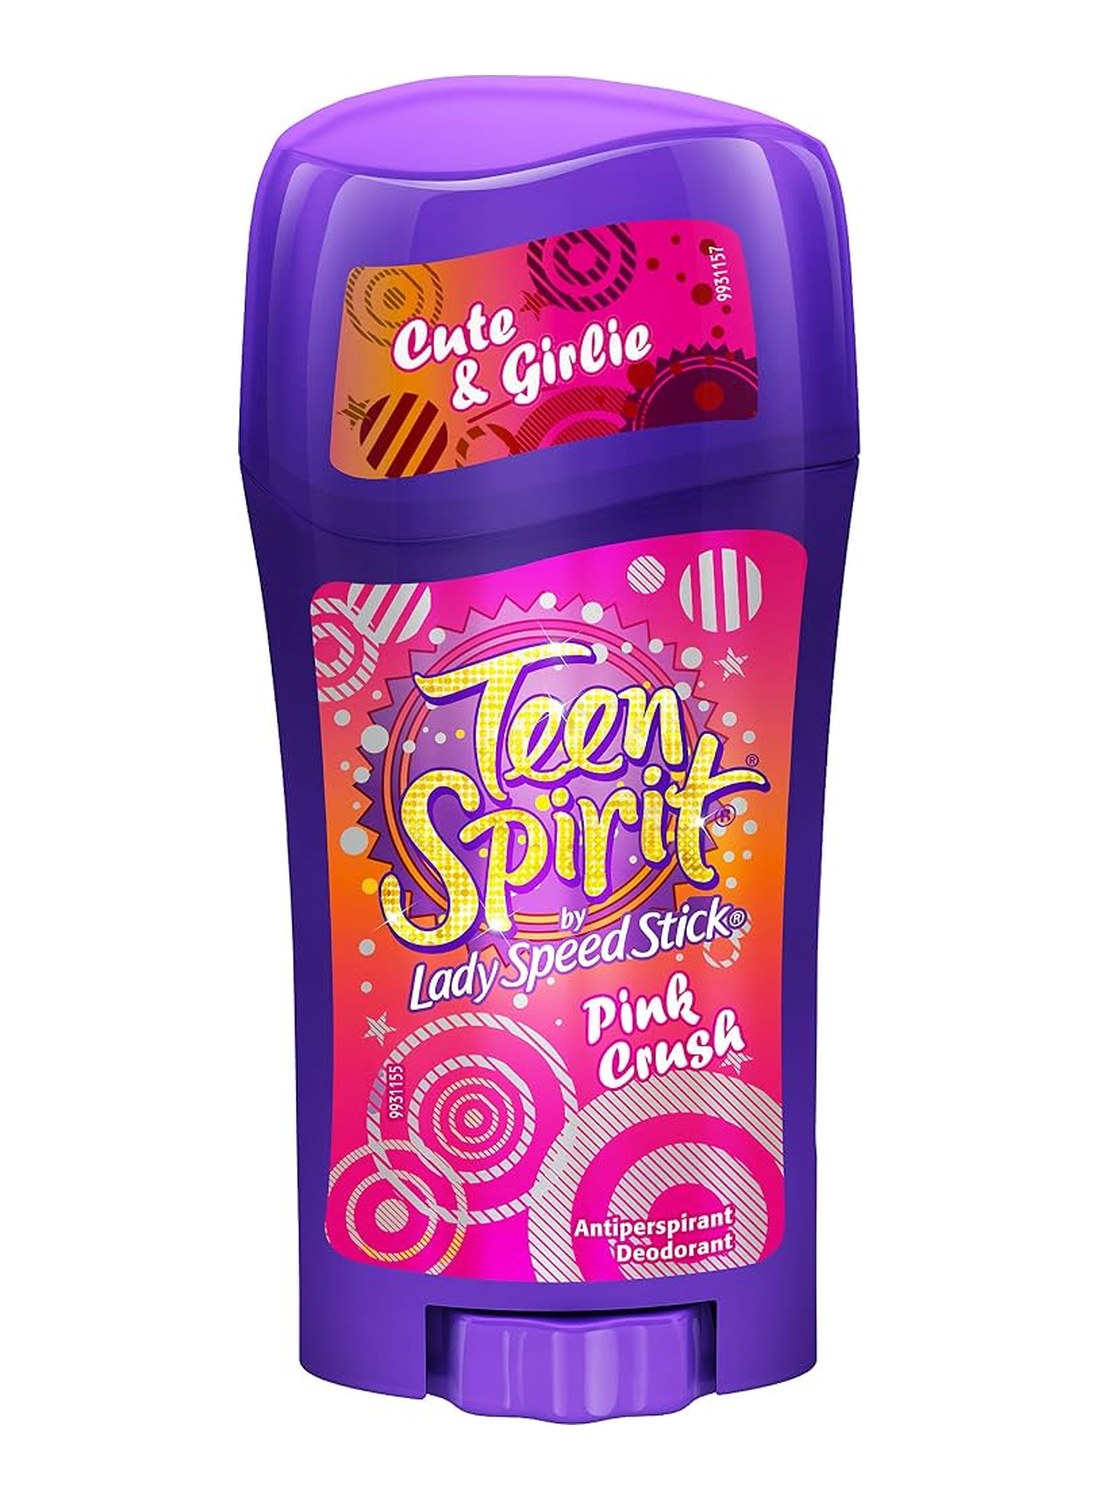 Cute
& Girlie
9931157
Teen
Spirit®
®
by
Lady Speed Stick®
Pink
Crush
9931155
Antiperspirant
Deodorant